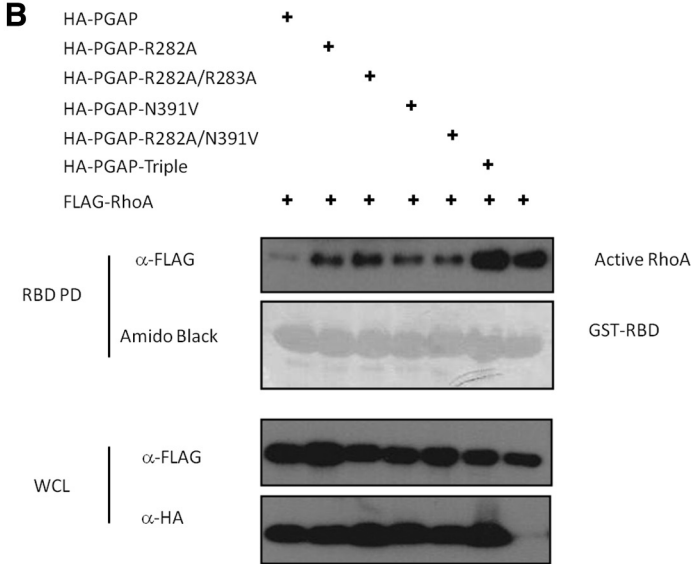 B
HA-PGAP +
HA-PGAP-R282A +
HA-PGAP-R282A/R283A +
HA-PGAP-N391V +
HA-PGAP-R282A/N391V +
HA-PGAP-Triple +
FLAG-RhoA + + + + + + +
α-FLAG Active RhoA
RBD PD
Amido Black GST-RBD
α-FLAG
WCL
α-HA